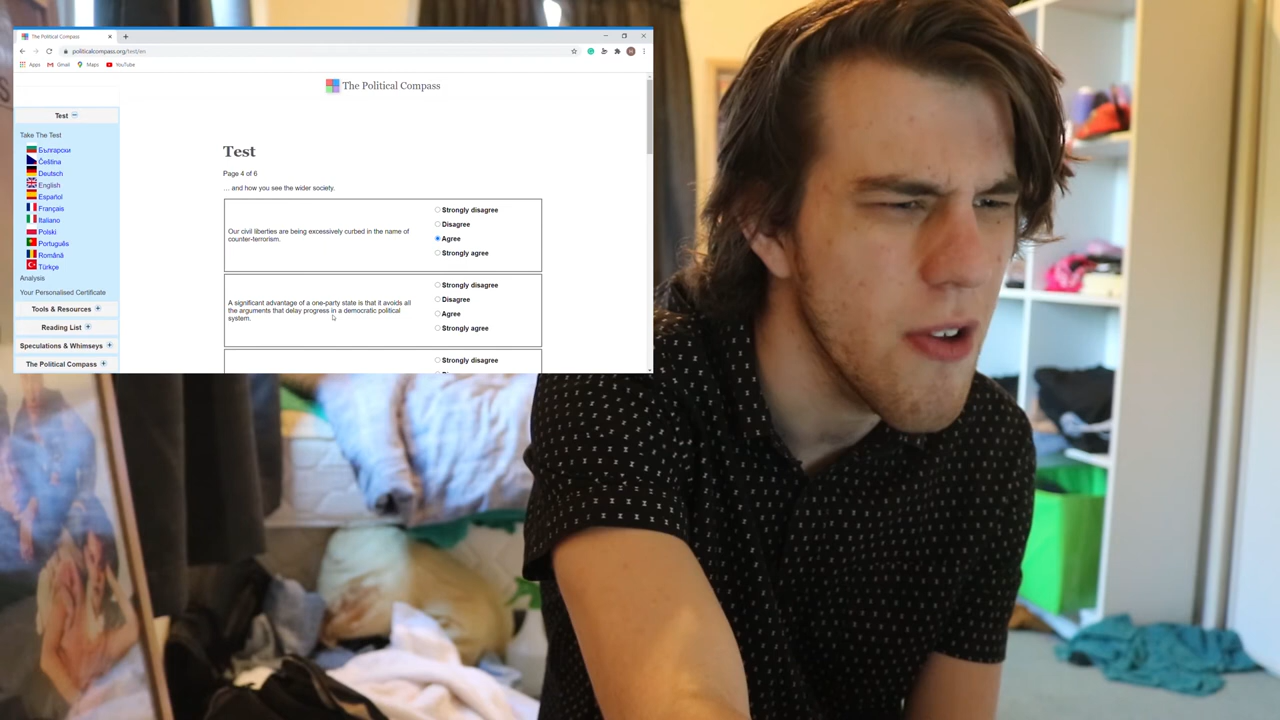 The Political Compass
politicalcompass.org/test/en
Apps Gmail Maps YouTube
The Political Compass
Test
Take The Test
Български
Čeština
Deutsch
English
Español
Français
Italiano
Polski
Português
Română
Türkçe
Analysis
Your Personalised Certificate
Tools & Resources
Reading List
Speculations & Whimseys
The Political Compass
Test
Page 4 of 6
... and how you see the wider society.
Our civil liberties are being excessively curbed in the name of
counter-terrorism.
Strongly disagree
Disagree
Agree
Strongly agree
A significant advantage of a one-party state is that it avoids all
the arguments that delay progress in a democratic political
system.
Strongly disagree
Disagree
Agree
Strongly agree
Strongly disagree